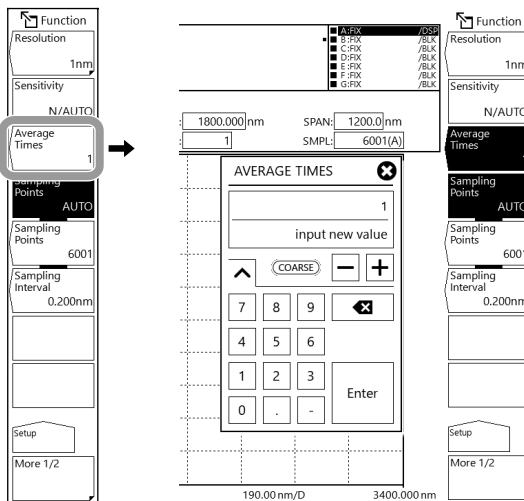 Function
Resolution
1nm
Sensitivity
N/AUTO
Average
Times
1
Sampling
Points
AUTO
Sampling
Points
6001
Sampling
Interval
0.200nm
Setup
More 1/2
A:FIX /DSP
B:FIX /BLK
C:FIX /BLK
D:FIX /BLK
E:FIX /BLK
F:FIX /BLK
G:FIX /BLK
: 1800.000 nm SPAN: 1200.0 nm
: 1 SMPL: 6001(A)
AVERAGE TIMES
1
input new value
COARSE
7 8 9
4 5 6
1 2 3
Enter
0 . -
190.00 nm/D 3400.000 nm
Function
Resolution
1nm
Sensitivity
N/AUTO
Average
Times
Sampling
Points
AUTO
Sampling
Points
6001
Sampling
Interval
0.200nm
Setup
More 1/2